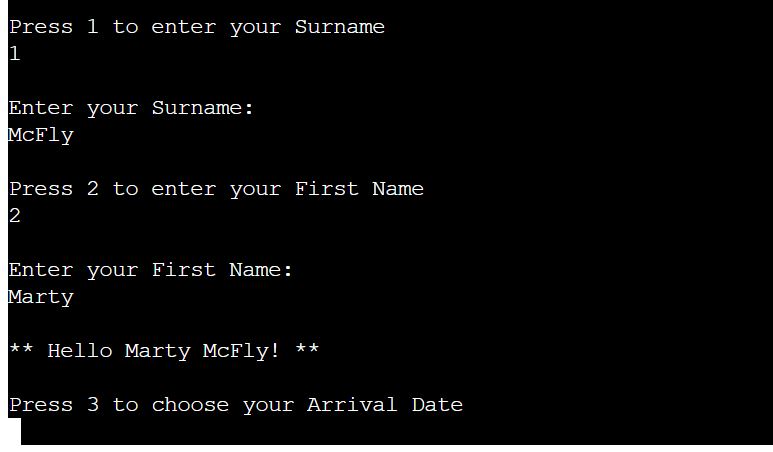 Press 1 to enter your Surname
1
Enter your Surname:
McFly
Press 2 to enter your First Name
2
Enter your First Name:
Marty
** Hello Marty McFly! **
Press 3 to choose your Arrival Date